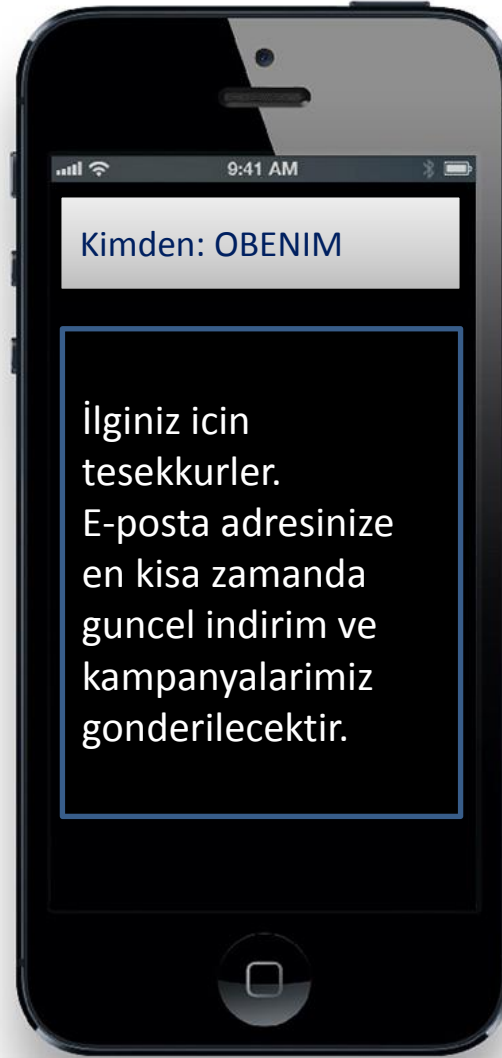 9:41 AM
Kimden: OBENIM
İlginiz icin
tesekkurler.
E-posta adresinize
en kisa zamanda
guncel indirim ve
kampanyalarimiz
gonderilecektir.